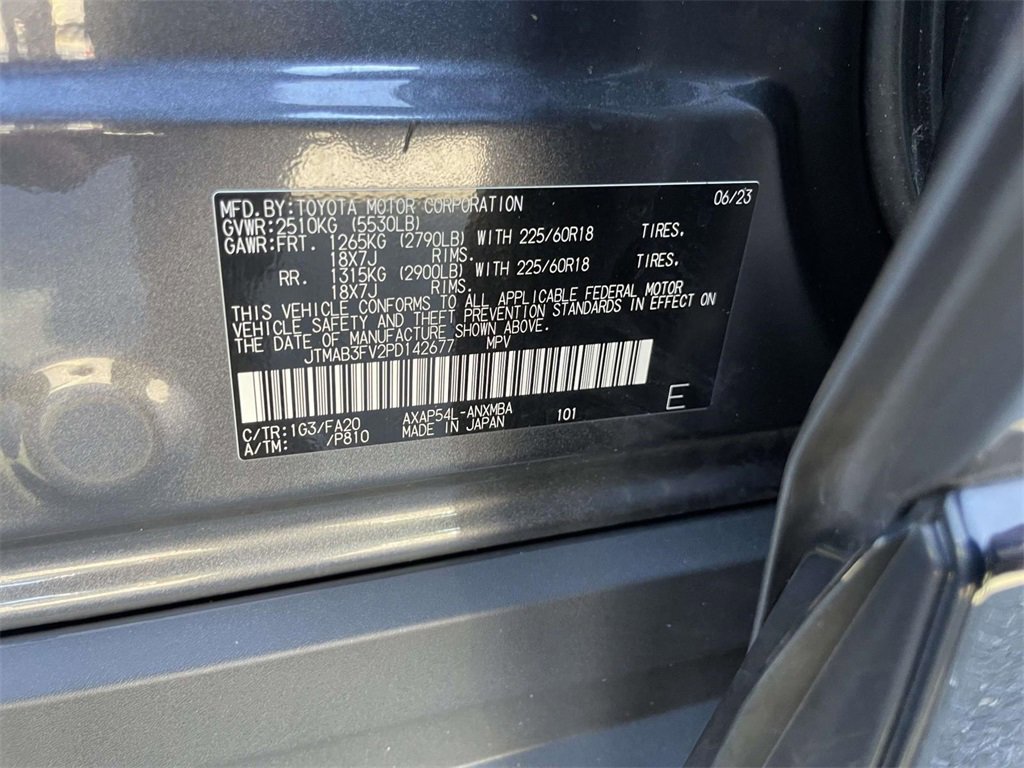 MFD.BY:TOYOTA MOTOR CORPORATION 06/23
GVWR:2510KG (5530LB)
GAWR:FRT. 1265KG (2790LB) WITH 225/60R18 TIRES.
18X7J RIMS.
RR. 1315KG (2900LB) WITH 225/60R18 TIRES.
18X7J RIMS.
THIS VEHICLE CONFORMS TO ALL APPLICABLE FEDERAL MOTOR
VEHICLE SAFETY AND THEFT PREVENTION STANDARDS IN EFFECT ON
THE DATE OF MANUFACTURE SHOWN ABOVE.
JTMAB3FV2PD142677 MPV
C/TR:1G3/FA20 AXAP54L-ANXMBA 101 E
A/TM: /P810 MADE IN JAPAN